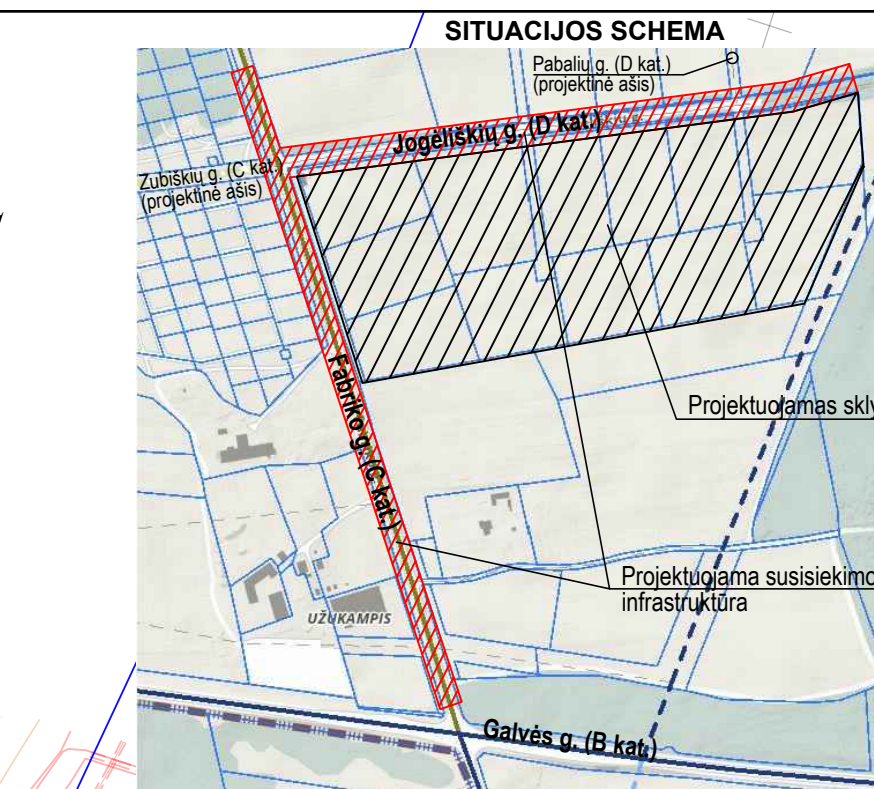 SITUACIJOS SCHEMA
Pabalių g. (D kat.)
(projektinė ašis)
Jogėliškių g. (D kat.)
Zubiškių g. (C kat.)
(projektinė ašis)
Fabriko g. (C kat.)
Projektuojamas skly
Projektuojama susisiekimo
infrastruktūra
UŽUKAMPIS
Galvės g. (B kat.)